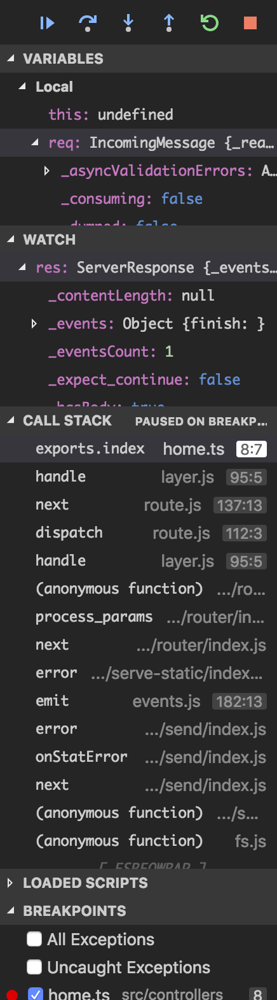 VARIABLES
Local
this: undefined
req: IncomingMessage {_rea…
_asyncValidationErrors: A…
_consuming: false
_dumped: false
WATCH
res: ServerResponse {_events…
_contentLength: null
_events: Object {finish: }
_eventsCount: 1
_expect_continue: false
_hasBody: true
CALL STACK PAUSED ON BREAKP…
exports.index home.ts 8:7
handle layer.js 95:5
next route.js 137:13
dispatch route.js 112:3
handle layer.js 95:5
(anonymous function) …/ro…
process_params …/router/in…
next …/router/index.js
error …/serve-static/index…
emit events.js 182:13
error …/send/index.js
onStatError …/send/index.js
next …/send/index.js
(anonymous function) …/s…
(anonymous function) fs.js
[ FSREQWRAP ]
LOADED SCRIPTS
BREAKPOINTS
All Exceptions
Uncaught Exceptions
home.ts src/controllers 8